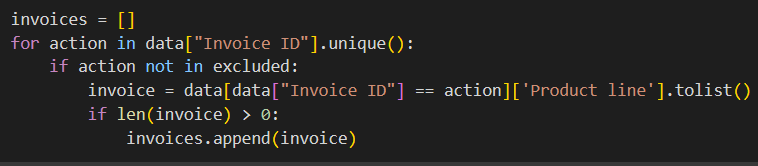 invoices = []
for action in data["Invoice ID"].unique():
    if action not in excluded:
        invoice = data[data["Invoice ID"] == action]['Product line'].tolist()
        if len(invoice) > 0:
            invoices.append(invoice)